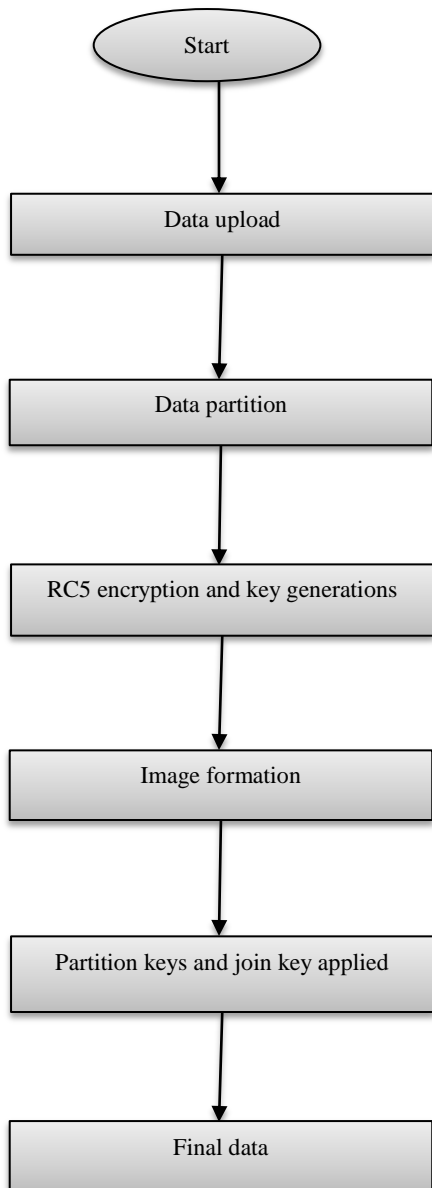 Start
Data upload
Data partition
RC5 encryption and key generations
Image formation
Partition keys and join key applied
Final data